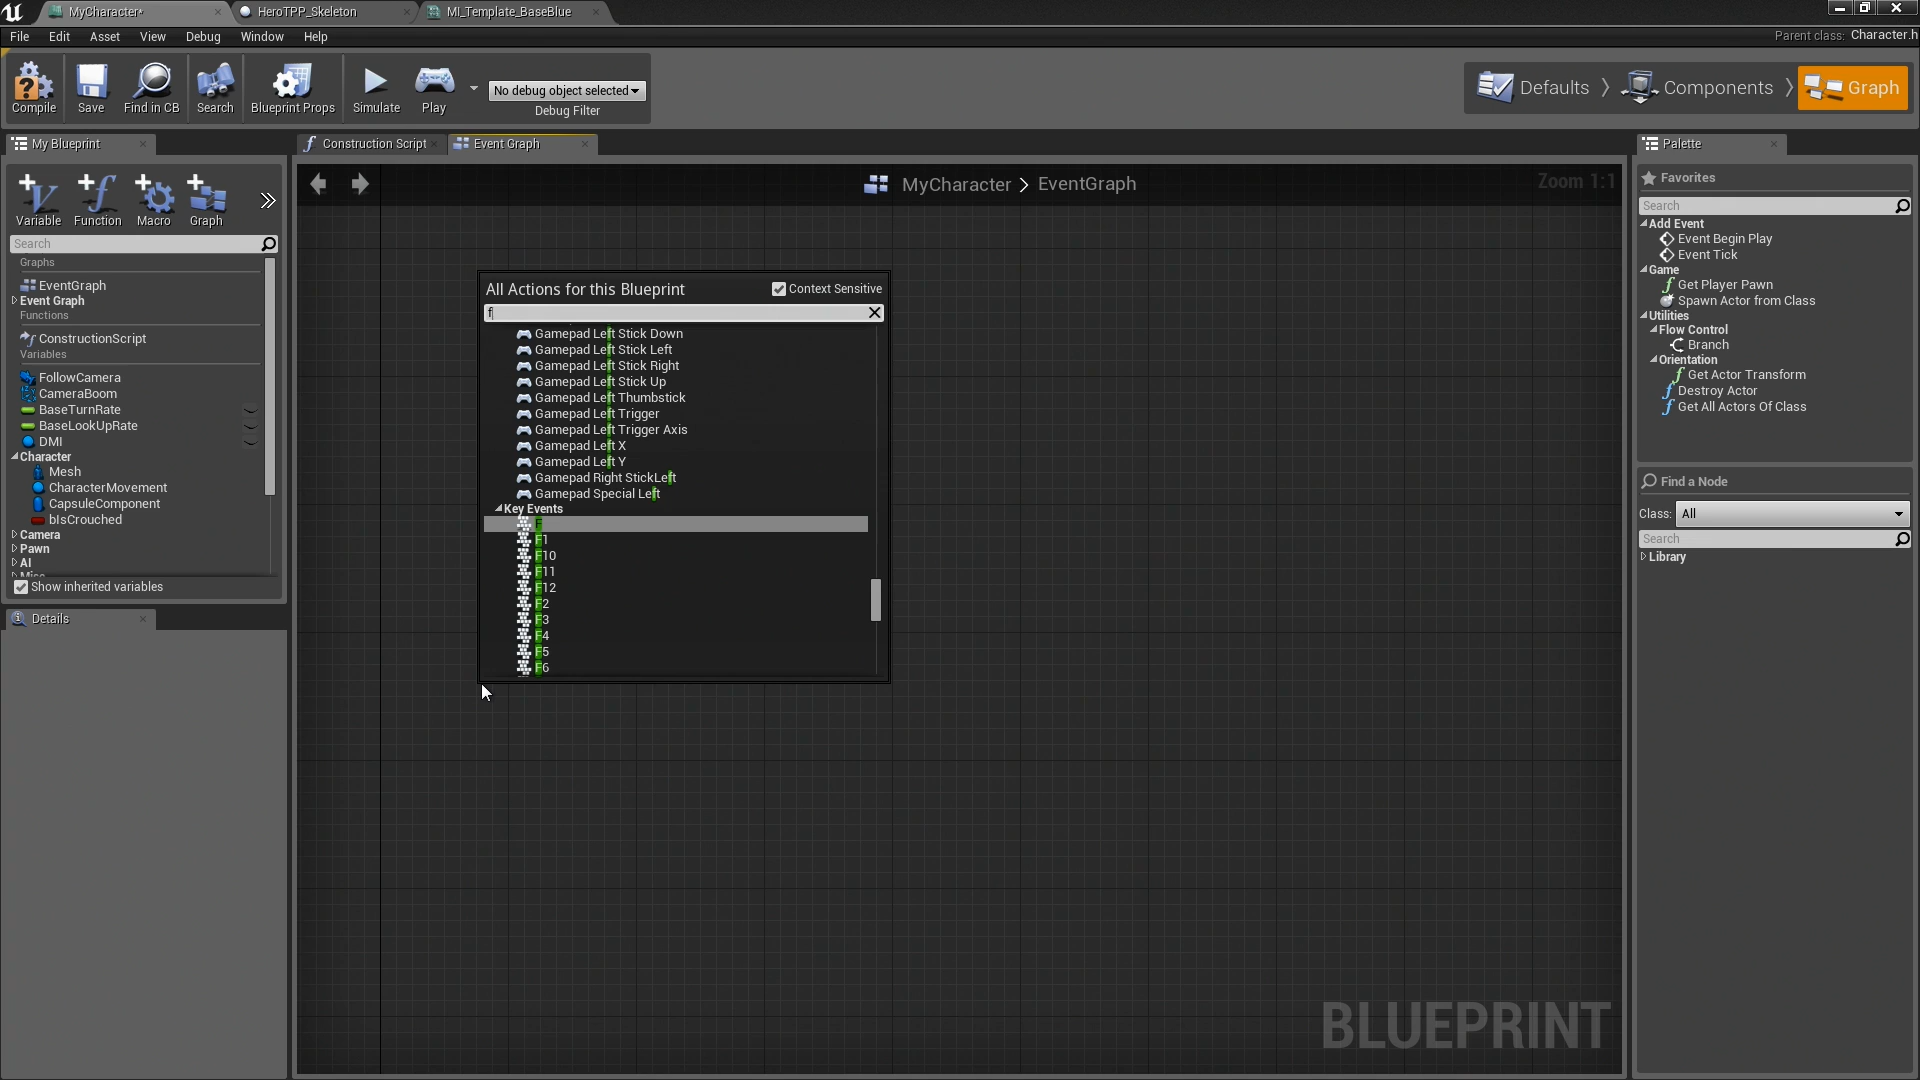 MyCharacter*
HeroTPP_Skeleton
MI_Template_BaseBlue
File Edit Asset View Debug Window Help
Parent class: Character.h
Compile
Save
Find in CB
Search
Blueprint Props
Simulate
Play
No debug object selected
Debug Filter
Defaults
Components
Graph
My Blueprint
Variable
Function
Macro
Graph
Search
Graphs
EventGraph
Event Graph
Functions
ConstructionScript
Variables
FollowCamera
CameraBoom
BaseTurnRate
BaseLookUpRate
DMI
Character
Mesh
CharacterMovement
CapsuleComponent
bIsCrouched
Camera
Pawn
AI
Misc
Show inherited variables
Details
Construction Script
Event Graph
MyCharacter > EventGraph
Zoom 1:1
All Actions for this Blueprint
Context Sensitive
f
Gamepad Left Stick Down
Gamepad Left Stick Left
Gamepad Left Stick Right
Gamepad Left Stick Up
Gamepad Left Thumbstick
Gamepad Left Trigger
Gamepad Left Trigger Axis
Gamepad Left X
Gamepad Left Y
Gamepad Right StickLeft
Gamepad Special Left
Key Events
F
F1
F10
F11
F12
F2
F3
F4
F5
F6
BLUEPRINT
Palette
Favorites
Search
Add Event
Event Begin Play
Event Tick
Game
Get Player Pawn
Spawn Actor from Class
Utilities
Flow Control
Branch
Orientation
Get Actor Transform
Destroy Actor
Get All Actors Of Class
Find a Node
Class: All
Search
Library